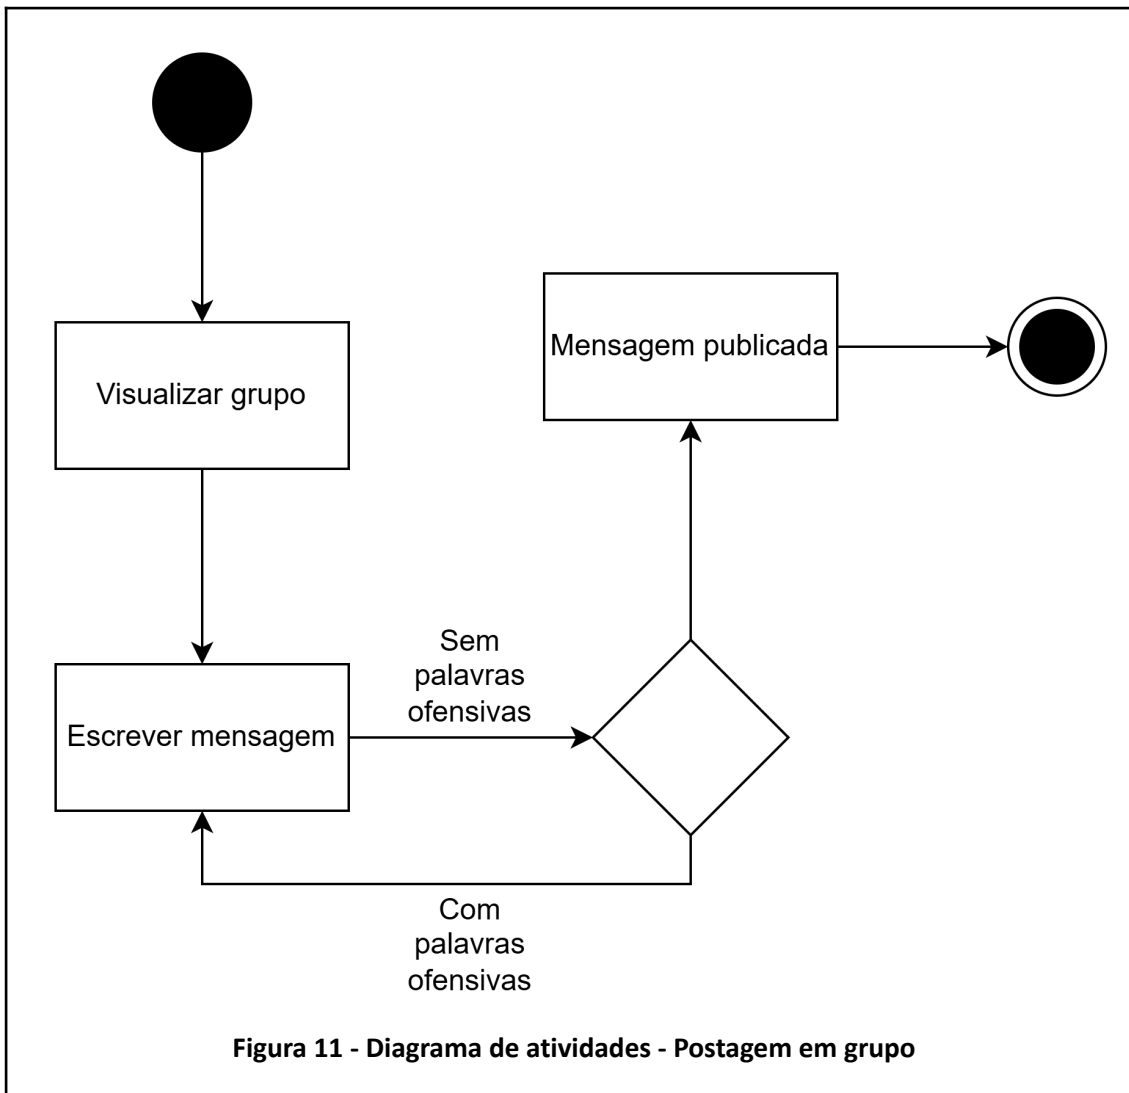 Visualizar grupo
Mensagem publicada
Escrever mensagem
Sem
palavras
ofensivas
Com
palavras
ofensivas
Figura 11 - Diagrama de atividades - Postagem em grupo